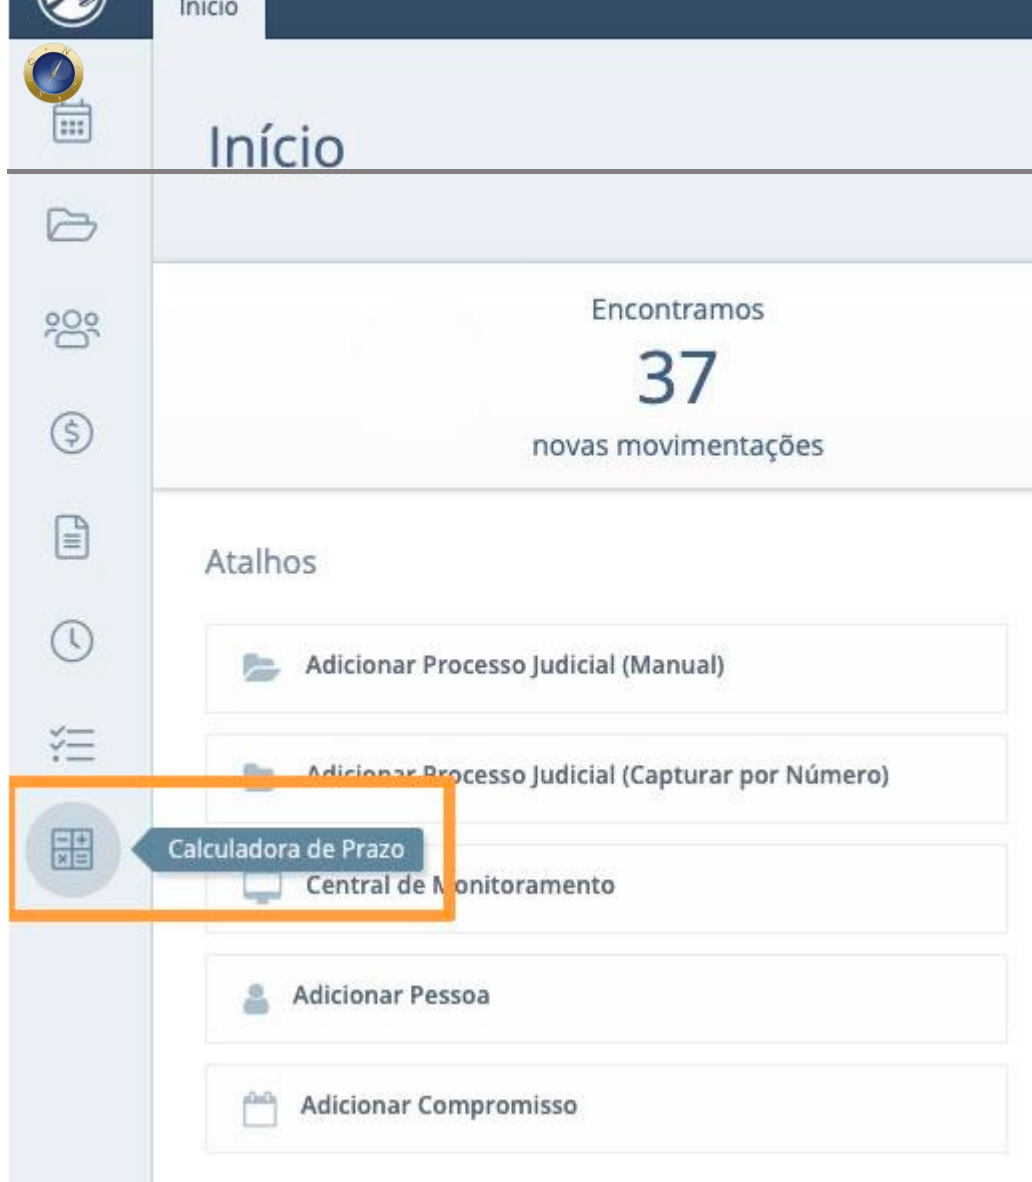 Início
Início
Encontramos
37
novas movimentações
Atalhos
Adicionar Processo Judicial (Manual)
Adicionar Processo Judicial (Capturar por Número)
Calculadora de Prazo
Central de Monitoramento
Adicionar Pessoa
Adicionar Compromisso